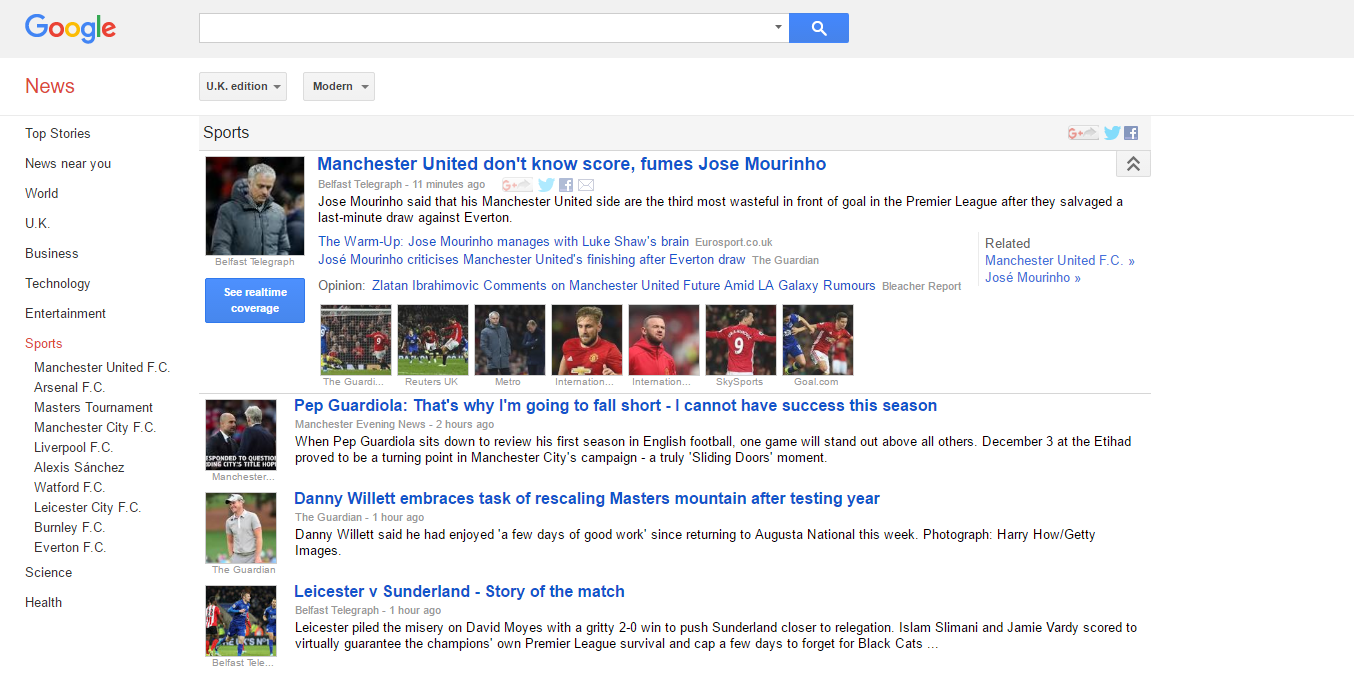 Google
News
U.K. edition
Modern
Top Stories
News near you
World
U.K.
Business
Technology
Entertainment
Sports
Manchester United F.C.
Arsenal F.C.
Masters Tournament
Manchester City F.C.
Liverpool F.C.
Alexis Sánchez
Watford F.C.
Leicester City F.C.
Burnley F.C.
Everton F.C.
Science
Health
Sports
G+
Manchester United don't know score, fumes Jose Mourinho
Belfast Telegraph - 11 minutes ago
G+
Jose Mourinho said that his Manchester United side are the third most wasteful in front of goal in the Premier League after they salvaged a
last-minute draw against Everton.
Belfast Telegraph
See realtime
coverage
The Warm-Up: Jose Mourinho manages with Luke Shaw's brain Eurosport.co.uk
José Mourinho criticises Manchester United's finishing after Everton draw The Guardian
Opinion: Zlatan Ibrahimovic Comments on Manchester United Future Amid LA Galaxy Rumours Bleacher Report
Related
Manchester United F.C. »
José Mourinho »
9
The Guardi... Reuters UK Metro Internation... Internation... SkySports Goal.com
Pep Guardiola: That's why I'm going to fall short - I cannot have success this season
Manchester Evening News - 2 hours ago
When Pep Guardiola sits down to review his first season in English football, one game will stand out above all others. December 3 at the Etihad
proved to be a turning point in Manchester City's campaign - a truly 'Sliding Doors' moment.
ESPONDED TO QUESTION
DING CITY'S TITLE HOP
Manchester...
Danny Willett embraces task of rescaling Masters mountain after testing year
The Guardian - 1 hour ago
Danny Willett said he had enjoyed 'a few days of good work' since returning to Augusta National this week. Photograph: Harry How/Getty
Images.
The Guardian
Leicester v Sunderland - Story of the match
Belfast Telegraph - 1 hour ago
Leicester piled the misery on David Moyes with a gritty 2-0 win to push Sunderland closer to relegation. Islam Slimani and Jamie Vardy scored to
virtually guarantee the champions' own Premier League survival and cap a few days to forget for Black Cats ...
Belfast Tele...